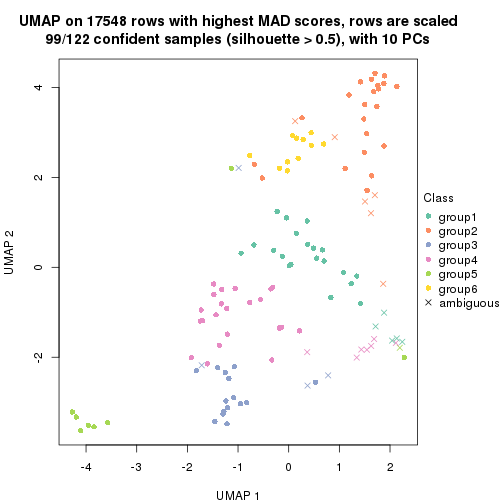 UMAP on 17548 rows with highest MAD scores, rows are scaled
99/122 confident samples (silhouette > 0.5), with 10 PCs
4
2
0
-2
UMAP 2
-4
-3
-2
-1
0
1
2
UMAP 1
Class
group1
group2
group3
group4
group5
group6
ambiguous